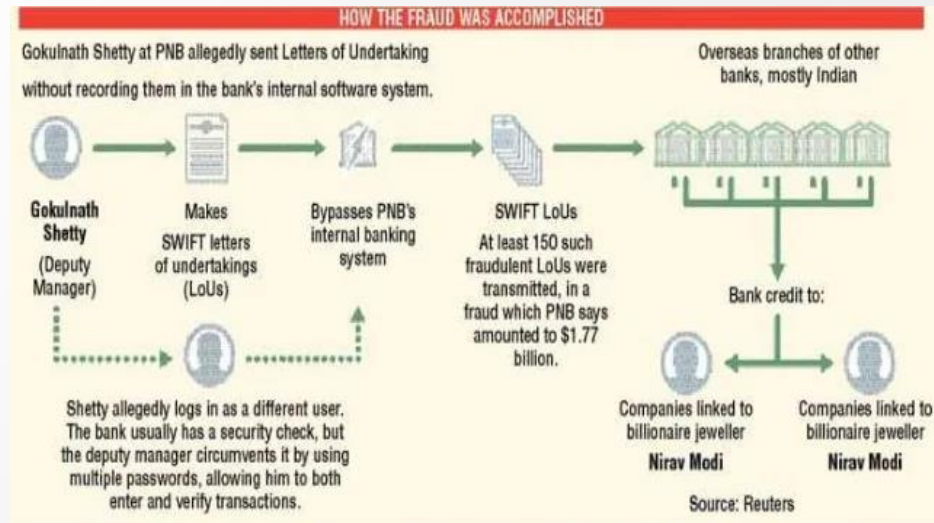 HOW THE FRAUD WAS ACCOMPLISHED
Gokulnath Shetty at PNB allegedly sent Letters of Undertaking
without recording them in the bank's internal software system.
Overseas branches of other
banks, mostly Indian
Gokulnath
Shetty
(Deputy
Manager)
Makes
SWIFT letters
of undertakings
(LoUs)
Bypasses PNB's
internal banking
system
SWIFT LoUs
At least 150 such
fraudulent LoUs were
transmitted, in a
fraud which PNB says
amounted to $1.77
billion.
Bank credit to:
Shetty allegedly logs in as a different user.
The bank usually has a security check, but
the deputy manager circumvents it by using
multiple passwords, allowing him to both
enter and verify transactions.
Companies linked to
billionaire jeweller
Nirav Modi
Companies linked to
billionaire jeweller
Nirav Modi
Source: Reuters